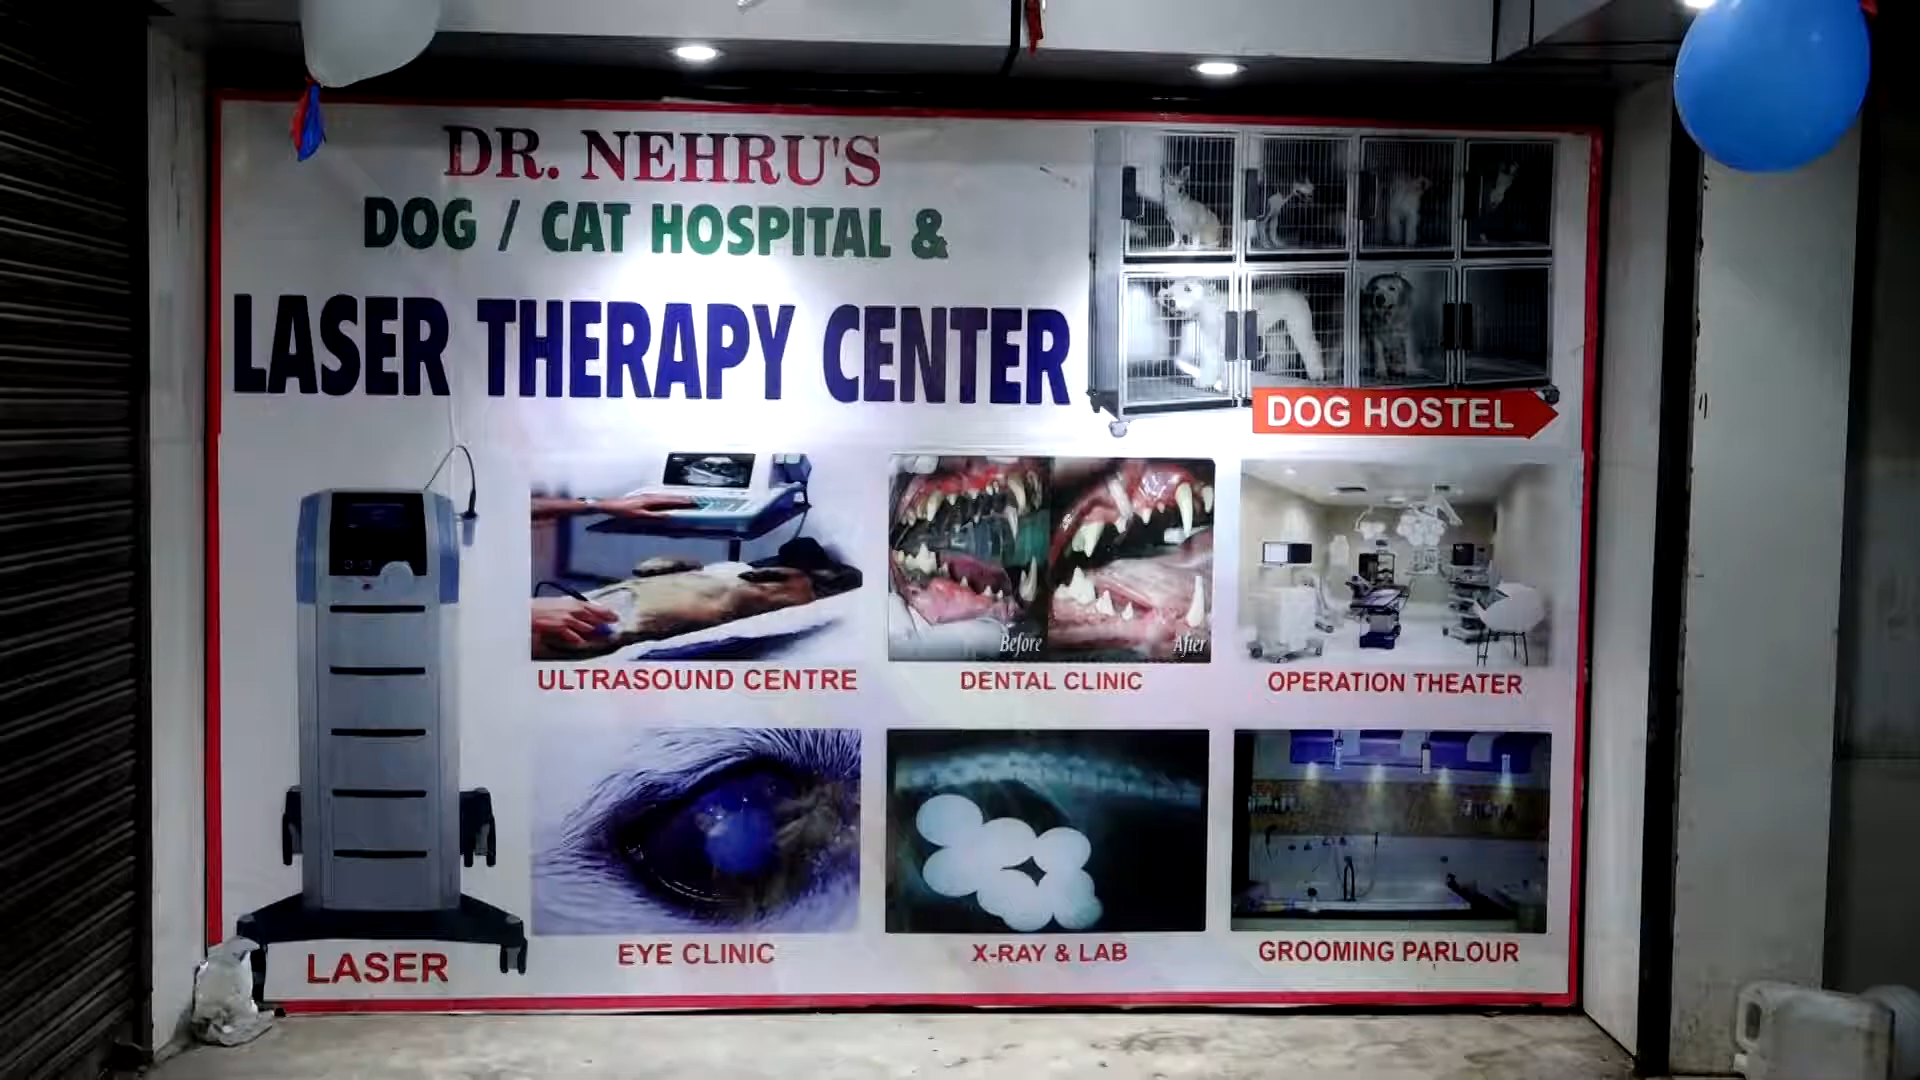 DR. NEHRU'S
DOG / CAT HOSPITAL &
LASER THERAPY CENTER
DOG HOSTEL
Before
After
ULTRASOUND CENTRE
DENTAL CLINIC
OPERATION THEATER
LASER
EYE CLINIC
X-RAY & LAB
GROOMING PARLOUR